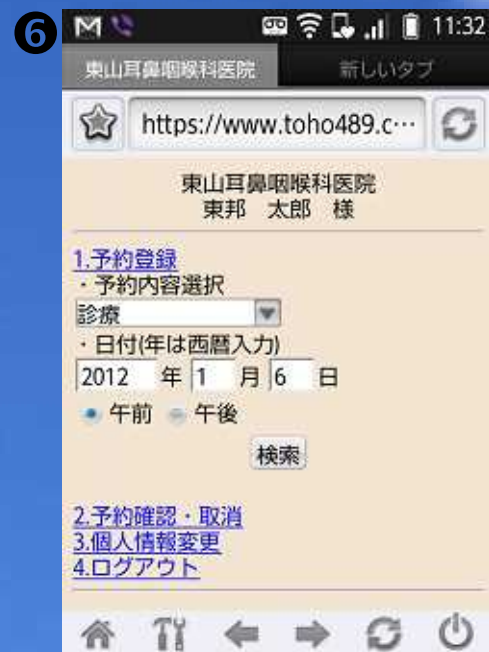 ❻
11:32
東山耳鼻咽喉科医院 新しいタブ
https://www.toho489.c…
東山耳鼻咽喉科医院
東邦 太郎 様
1.予約登録
・予約内容選択
診療
・日付(年は西暦入力)
2012 年 1 月 6 日
午前 午後
検索
2.予約確認・取消
3.個人情報変更
4.ログアウト